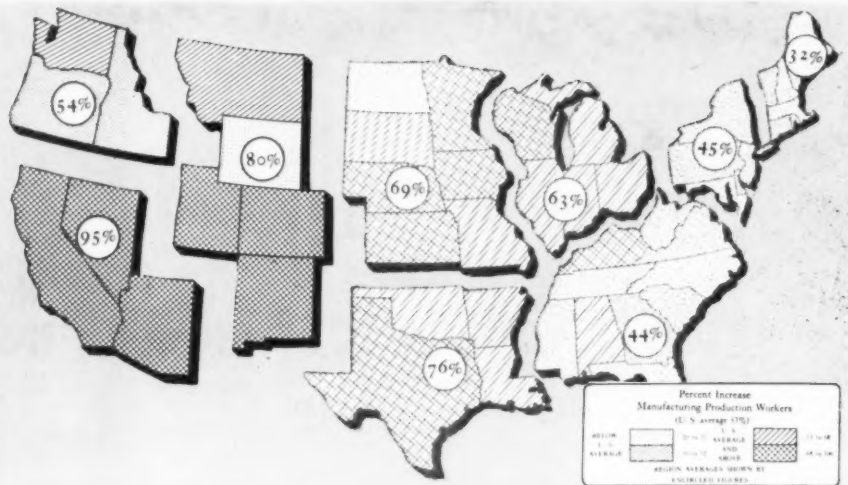 32%
54%
45%
80%
69%
63%
95%
44%
76%
Percent Increase
Manufacturing Production Workers
(U. S. average
BELOW U. S. AVERAGE
U. S. AVERAGE AND ABOVE
REGION AVERAGES SHOWN BY
ENCIRCLED FIGURES